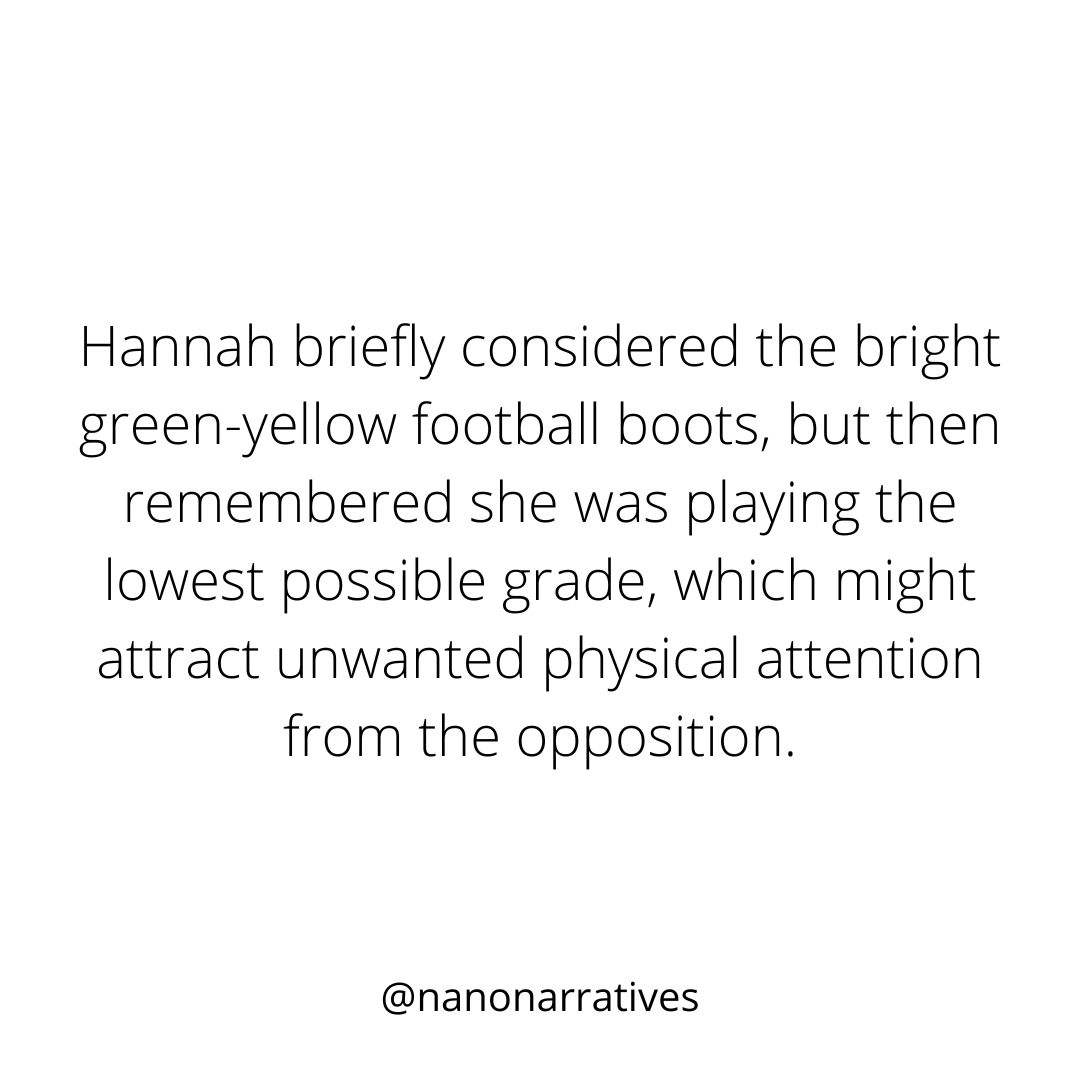 Hannah briefly considered the bright
green-yellow football boots, but then
remembered she was playing the
lowest possible grade, which might
attract unwanted physical attention
from the opposition.
@nanonarratives